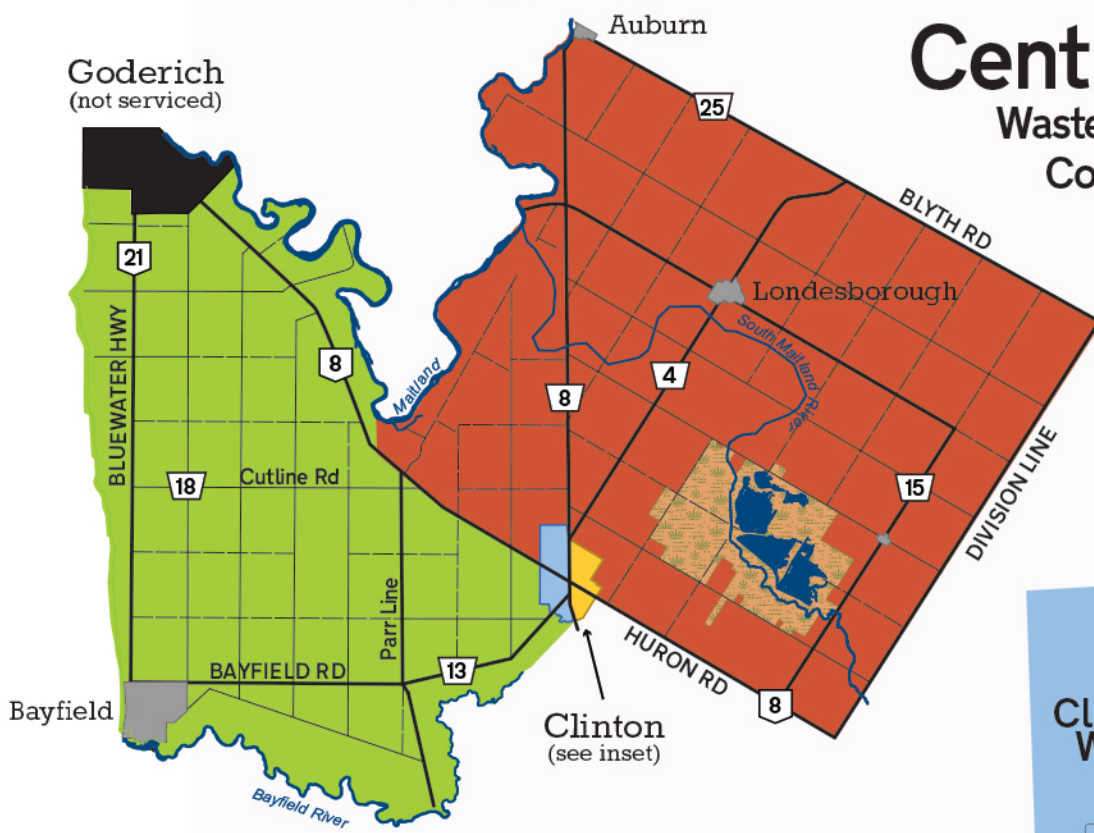 Auburn
Cent
Goderich
(not serviced)
25
Waste
Co
BLYTH RD
21
Londesborough
South Maitland
River
BLUEWATER HWY
8
Maitland
8
4
Cutline Rd
18
15
DIVISION LINE
Parr Line
HURON RD
BAYFIELD RD
13
8
Bayfield
Clinton
(see inset)
Cl
W
Bayfield River